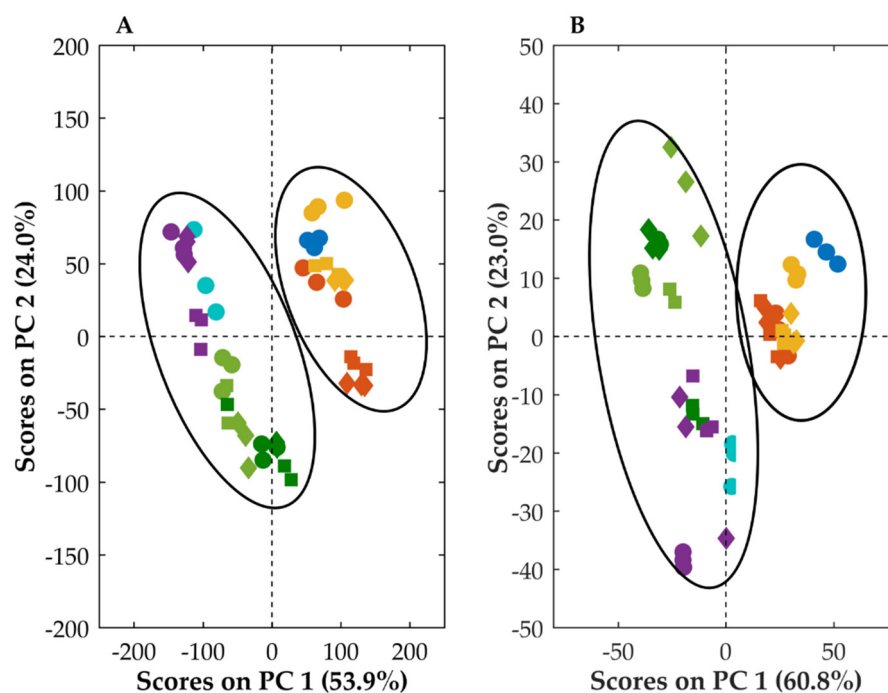 A
200
150
100
50
0
-50
-100
-150
-200
Scores on PC 2 (24.0%)
-200 -100 0 100 200
Scores on PC 1 (53.9%)
B
50
40
30
20
10
0
-10
-20
-30
-40
-50
Scores on PC 2 (23.0%)
-50 0 50
Scores on PC 1 (60.8%)